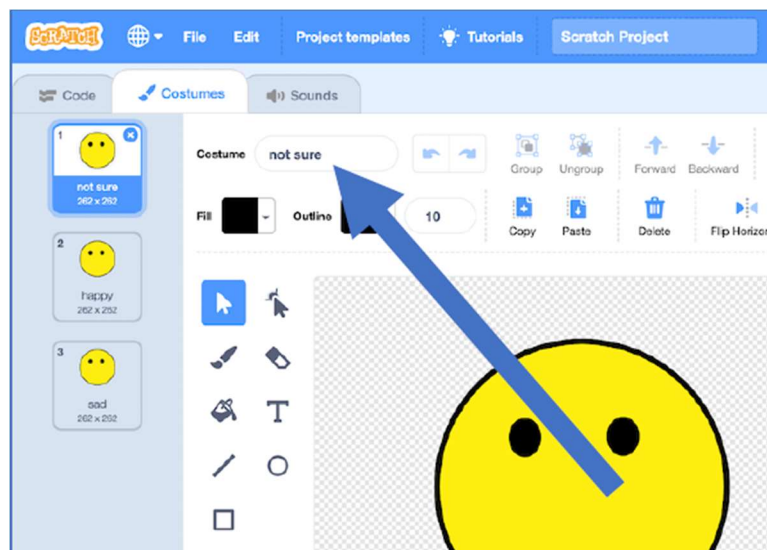 SCRATCH File Edit Project templates Tutorials Scratch Project
Code Costumes Sounds
1
not sure
262 x 262
2
happy
262 x 262
3
sad
262 x 262
Costume not sure
Group Ungroup Forward Backward
Fill Outline 10
Copy Paste Delete Flip Horizon
T